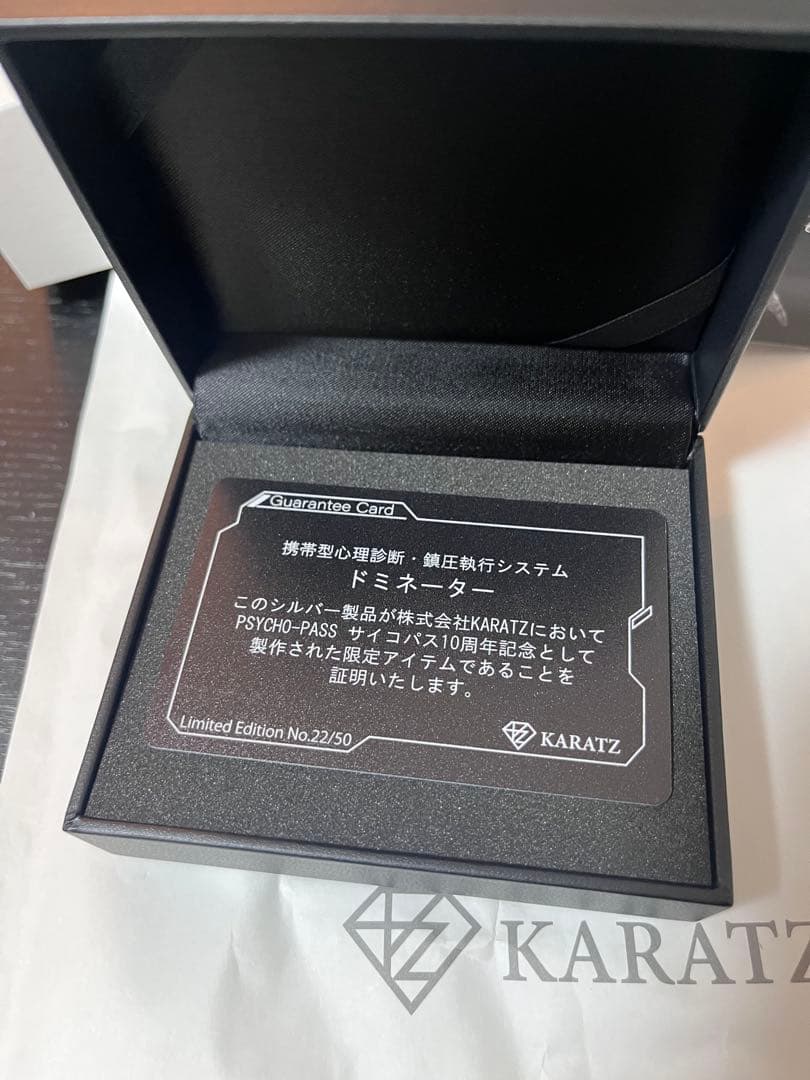 Guarantee Card
携帯型心理診断・鎮圧執行システム
ドミネーター
このシルバー製品が株式会社KARATZにおいて
PSYCHO-PASS サイコパス10周年記念として
製作された限定アイテムであることを
証明いたします。
Limited Edition No.22/50
KARATZ
KARATZ